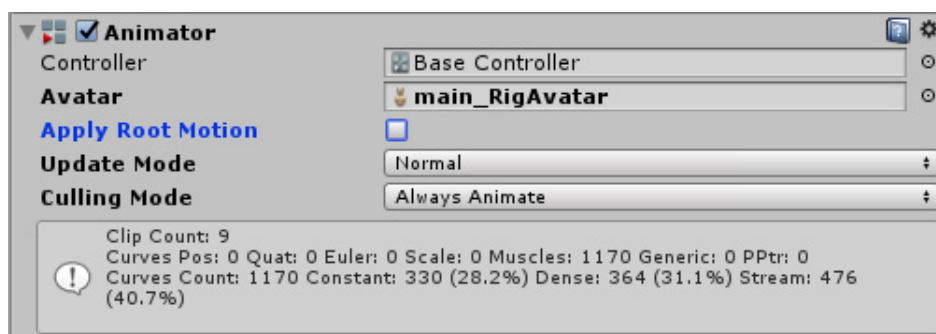 Animator
Controller Base Controller
Avatar main_RigAvatar
Apply Root Motion
Update Mode Normal
Culling Mode Always Animate
Clip Count: 9
Curves Pos: 0 Quat: 0 Euler: 0 Scale: 0 Muscles: 1170 Generic: 0 PPtr: 0
Curves Count: 1170 Constant: 330 (28.2%) Dense: 364 (31.1%) Stream: 476
(40.7%)